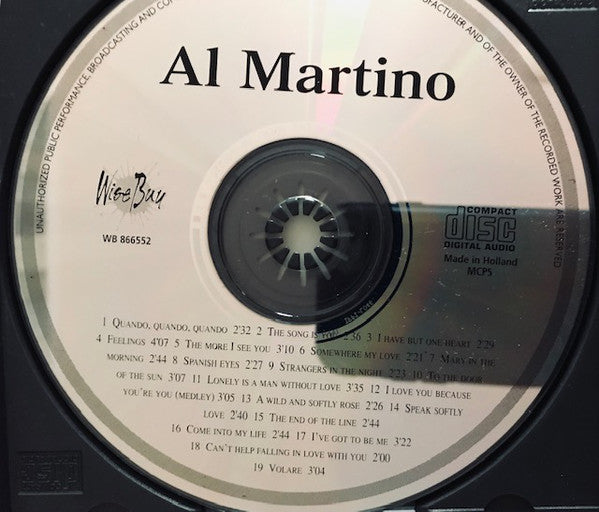 UNAUTHORIZED PUBLIC PERFORMANCE, BROADCASTING AND
AND OF THE OWNER OF THE RECORDED WORK ARE RESERVED
Al Martino
Wise Buy
WB 866552
COMPACT
disc
DIGITAL AUDIO
Made in Holland
MCPS
1 QUANDO, QUANDO, QUANDO 2'32 2 THE SONG IS YOU 2'56 3 I HAVE BUT ONE HEART 2'29
4 FEELINGS 4'07 5 THE MORE I SEE YOU 3'10 6 SOMEWHERE MY LOVE 2'21 7 MARY IN THE
MORNING 2'44 8 SPANISH EYES 2'27 9 STRANGERS IN THE NIGHT 2'23 10 TO THE DOOR
OF THE SUN 3'07 11 LONELY IS A MAN WITHOUT LOVE 3'35 12 I LOVE YOU BECAUSE
YOU'RE YOU (MEDLEY) 3'05 13 A WILD AND SOFTLY ROSE 2'26 14 SPEAK SOFTLY
LOVE 2'40 15 THE END OF THE LINE 2'44
16 COME INTO MY LIFE 2'44 17 I'VE GOT TO BE ME 3'22
18 CAN'T HELP FALLING IN LOVE WITH YOU 2'00
19 VOLARE 3'04